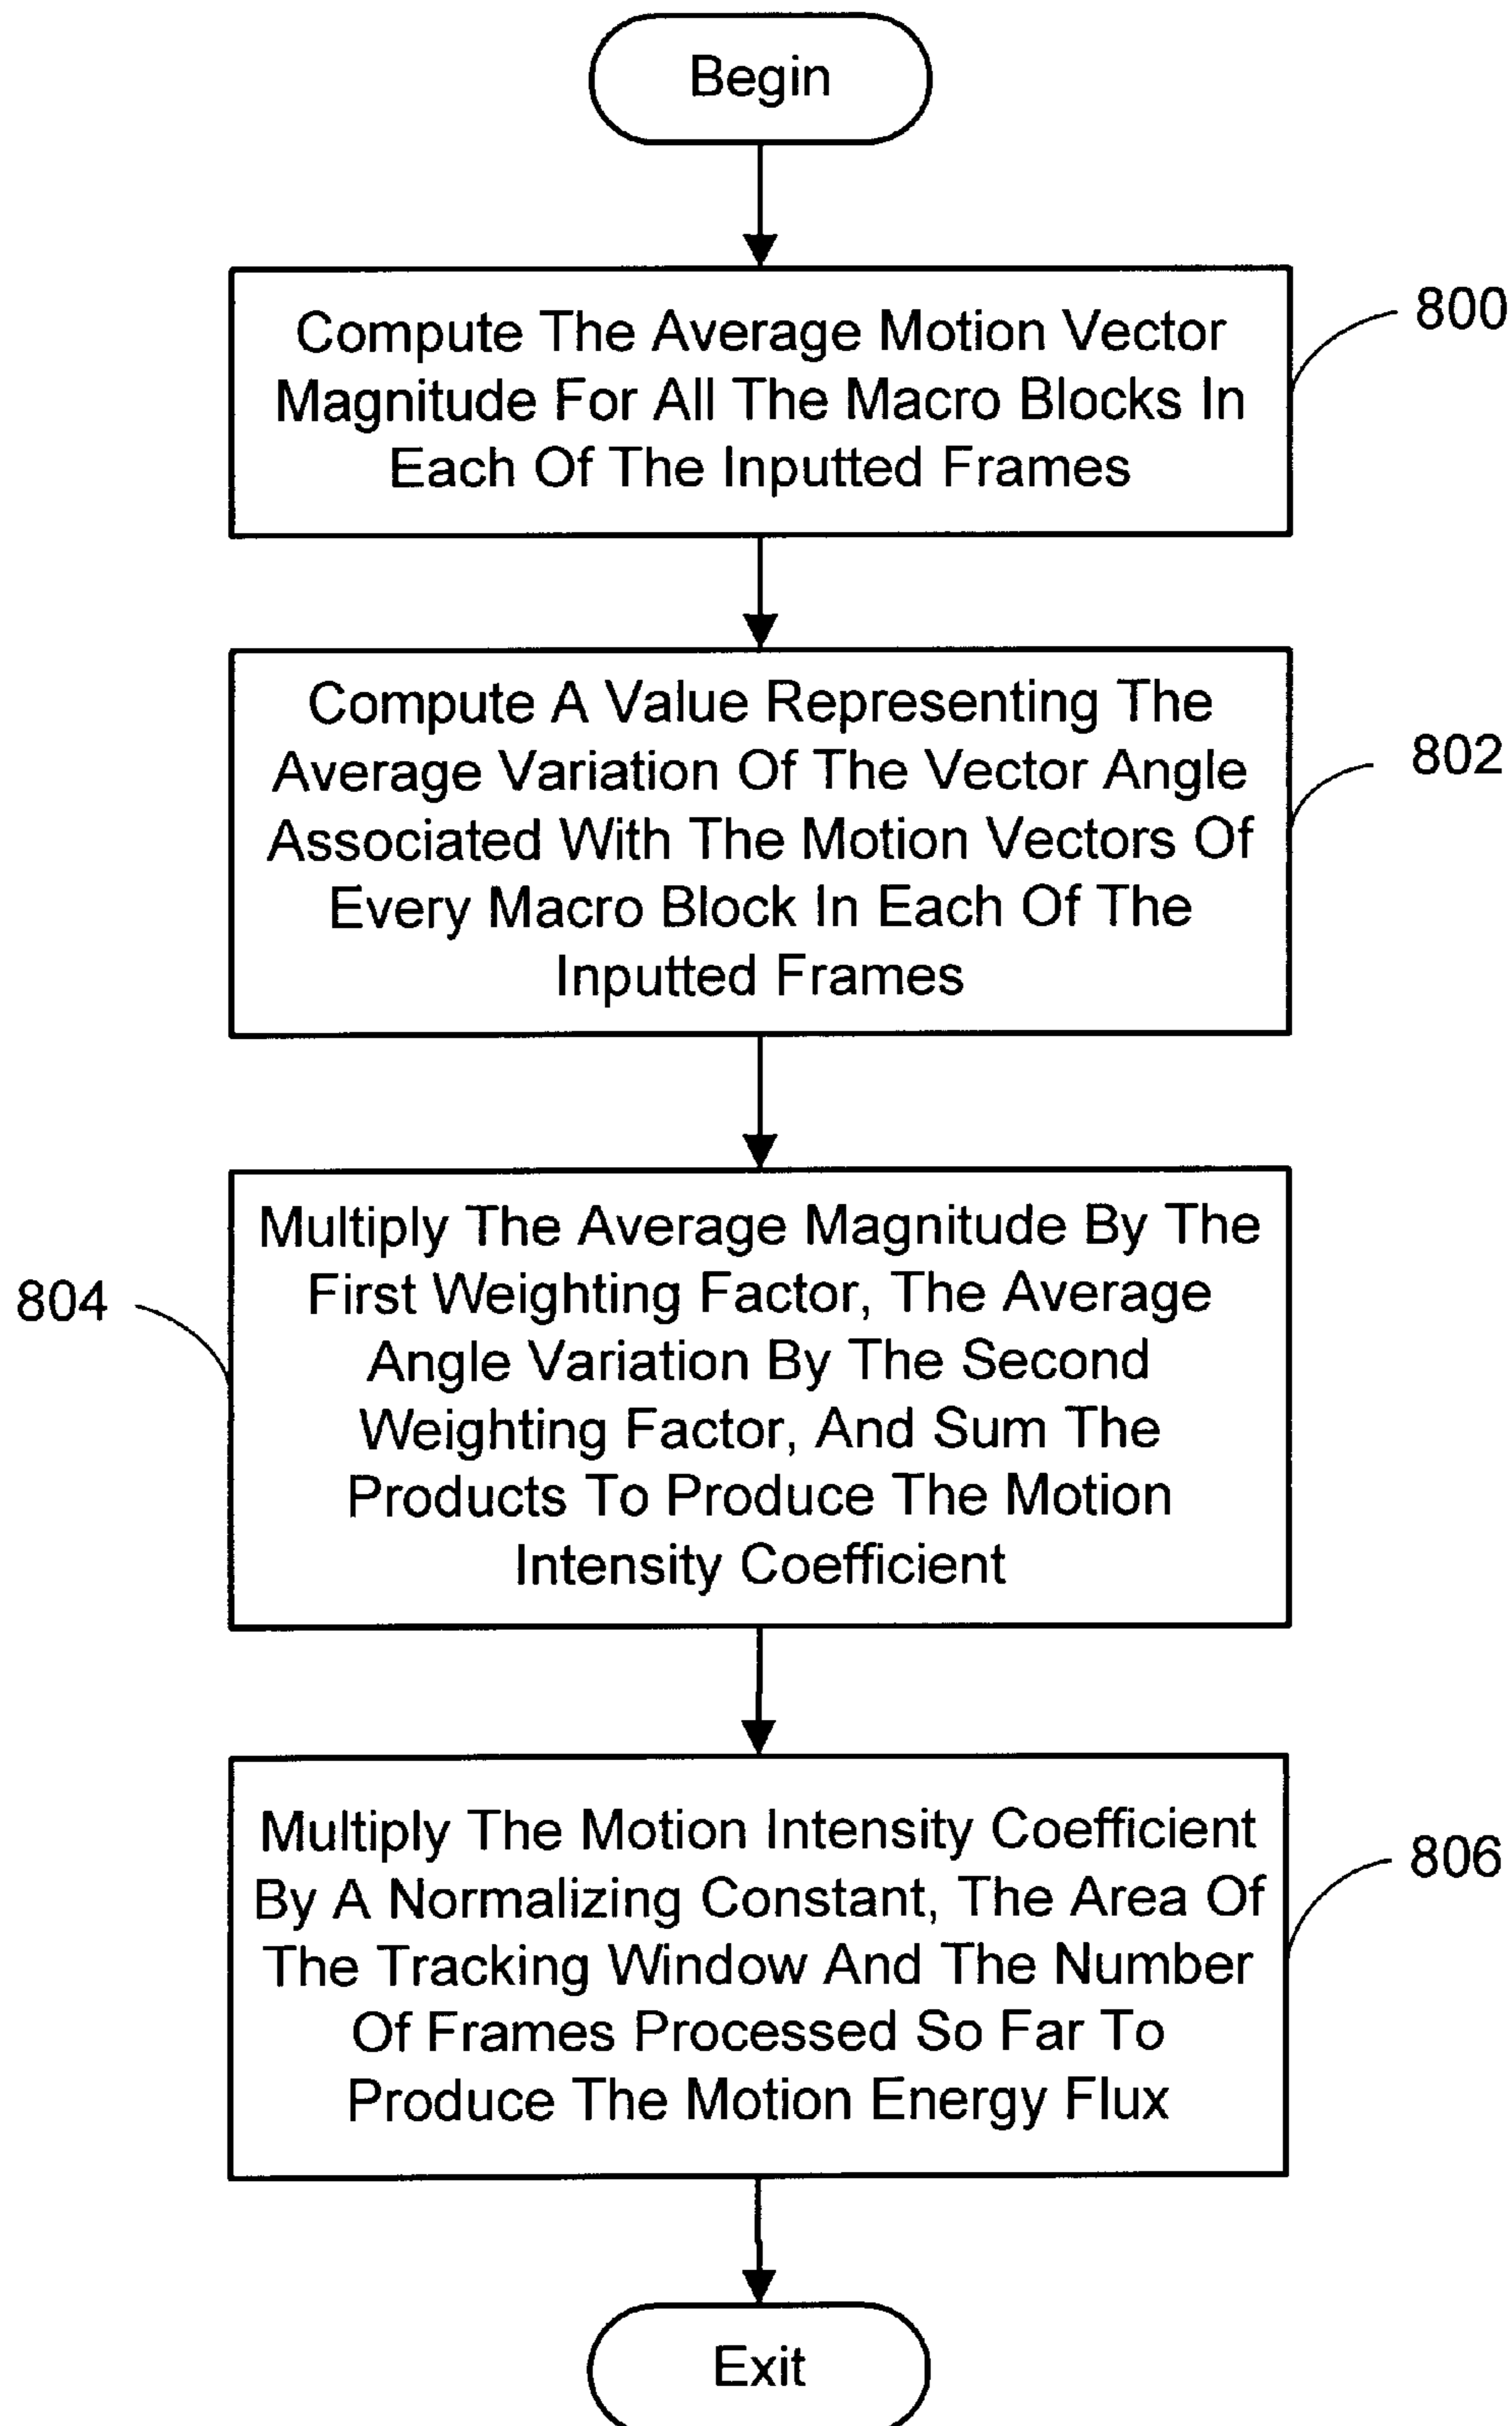 Begin
Compute The Average Motion Vector
Magnitude For All The Macro Blocks In
Each Of The Inputted Frames
800
Compute A Value Representing The
Average Variation Of The Vector Angle
Associated With The Motion Vectors Of
Every Macro Block In Each Of The
Inputted Frames
802
Multiply The Average Magnitude By The
First Weighting Factor, The Average
Angle Variation By The Second
Weighting Factor, And Sum The
Products To Produce The Motion
Intensity Coefficient
804
Multiply The Motion Intensity Coefficient
By A Normalizing Constant, The Area Of
The Tracking Window And The Number
Of Frames Processed So Far To
Produce The Motion Energy Flux
806
Exit